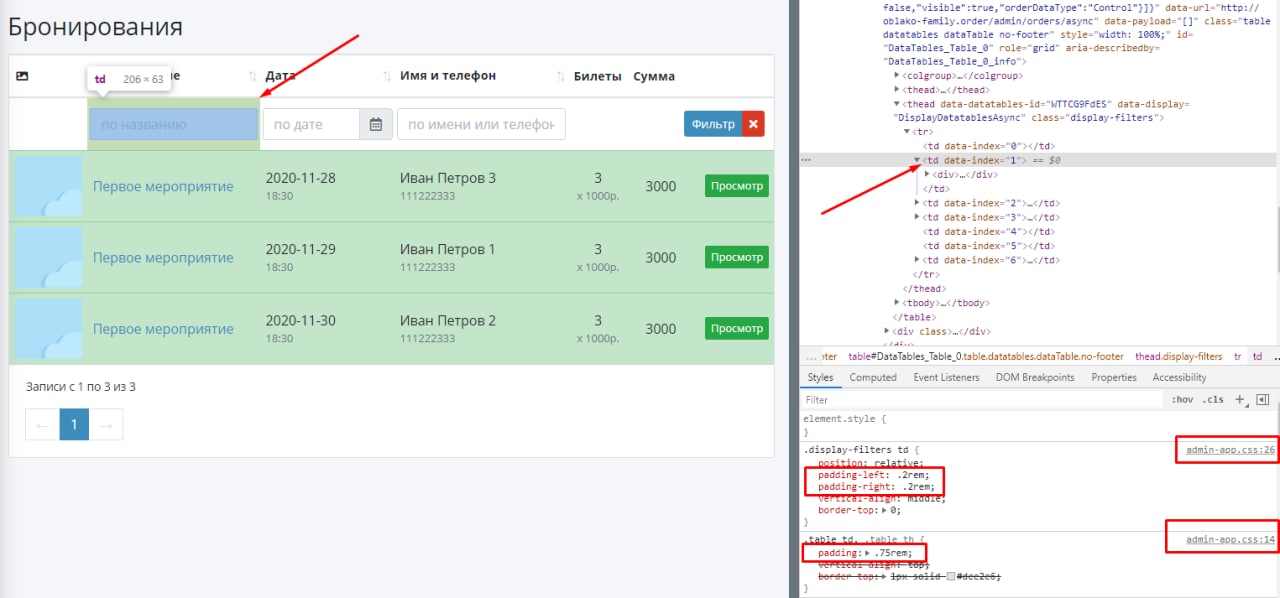 Бронирования
td 206 × 63
Дата
Имя и телефон
Билеты
Сумма
по названию
по дате
по имени или телефон
Фильтр
Первое мероприятие
2020-11-28
18:30
Иван Петров 3
111222333
3
x 1000р.
3000
Просмотр
Первое мероприятие
2020-11-29
18:30
Иван Петров 1
111222333
3
x 1000р.
3000
Просмотр
Первое мероприятие
2020-11-30
18:30
Иван Петров 2
111222333
3
x 1000р.
3000
Просмотр
Записи с 1 по 3 из 3
← 1 →
false,"visible":true,"orderDataType":"Control"}]}" data-url="http://
oblako-family.order/admin/orders/async" data-payload="[]" class="table
datatables dataTable no-footer" style="width: 100%;" id=
"DataTables_Table_0" role="grid" aria-describedby=
"DataTables_Table_0_info">
<colgroup>…</colgroup>
<thead>…</thead>
<thead data-datatables-id="WTTCG9FdES" data-display=
"DisplayDatatablesAsync" class="display-filters">
<tr>
<td data-index="0"></td>
<td data-index="1"> == $0
<div>…</div>
</td>
<td data-index="2">…</td>
<td data-index="3">…</td>
<td data-index="4"></td>
<td data-index="5"></td>
<td data-index="6">…</td>
</tr>
</thead>
<tbody>…</tbody>
</table>
<div class>…</div>
</div>
… oter table#DataTables_Table_0.table.datatables.dataTable.no-footer thead.display-filters tr td …
Styles Computed Event Listeners DOM Breakpoints Properties Accessibility
Filter :hov .cls +
element.style {
}
.display-filters td { admin-app.css:26
position: relative;
padding-left: .2rem;
padding-right: .2rem;
vertical-align: middle;
border-top: 0;
}
.table td, .table th { admin-app.css:14
padding: .75rem;
vertical-align: top;
border-top: 1px solid #dee2e6;
}